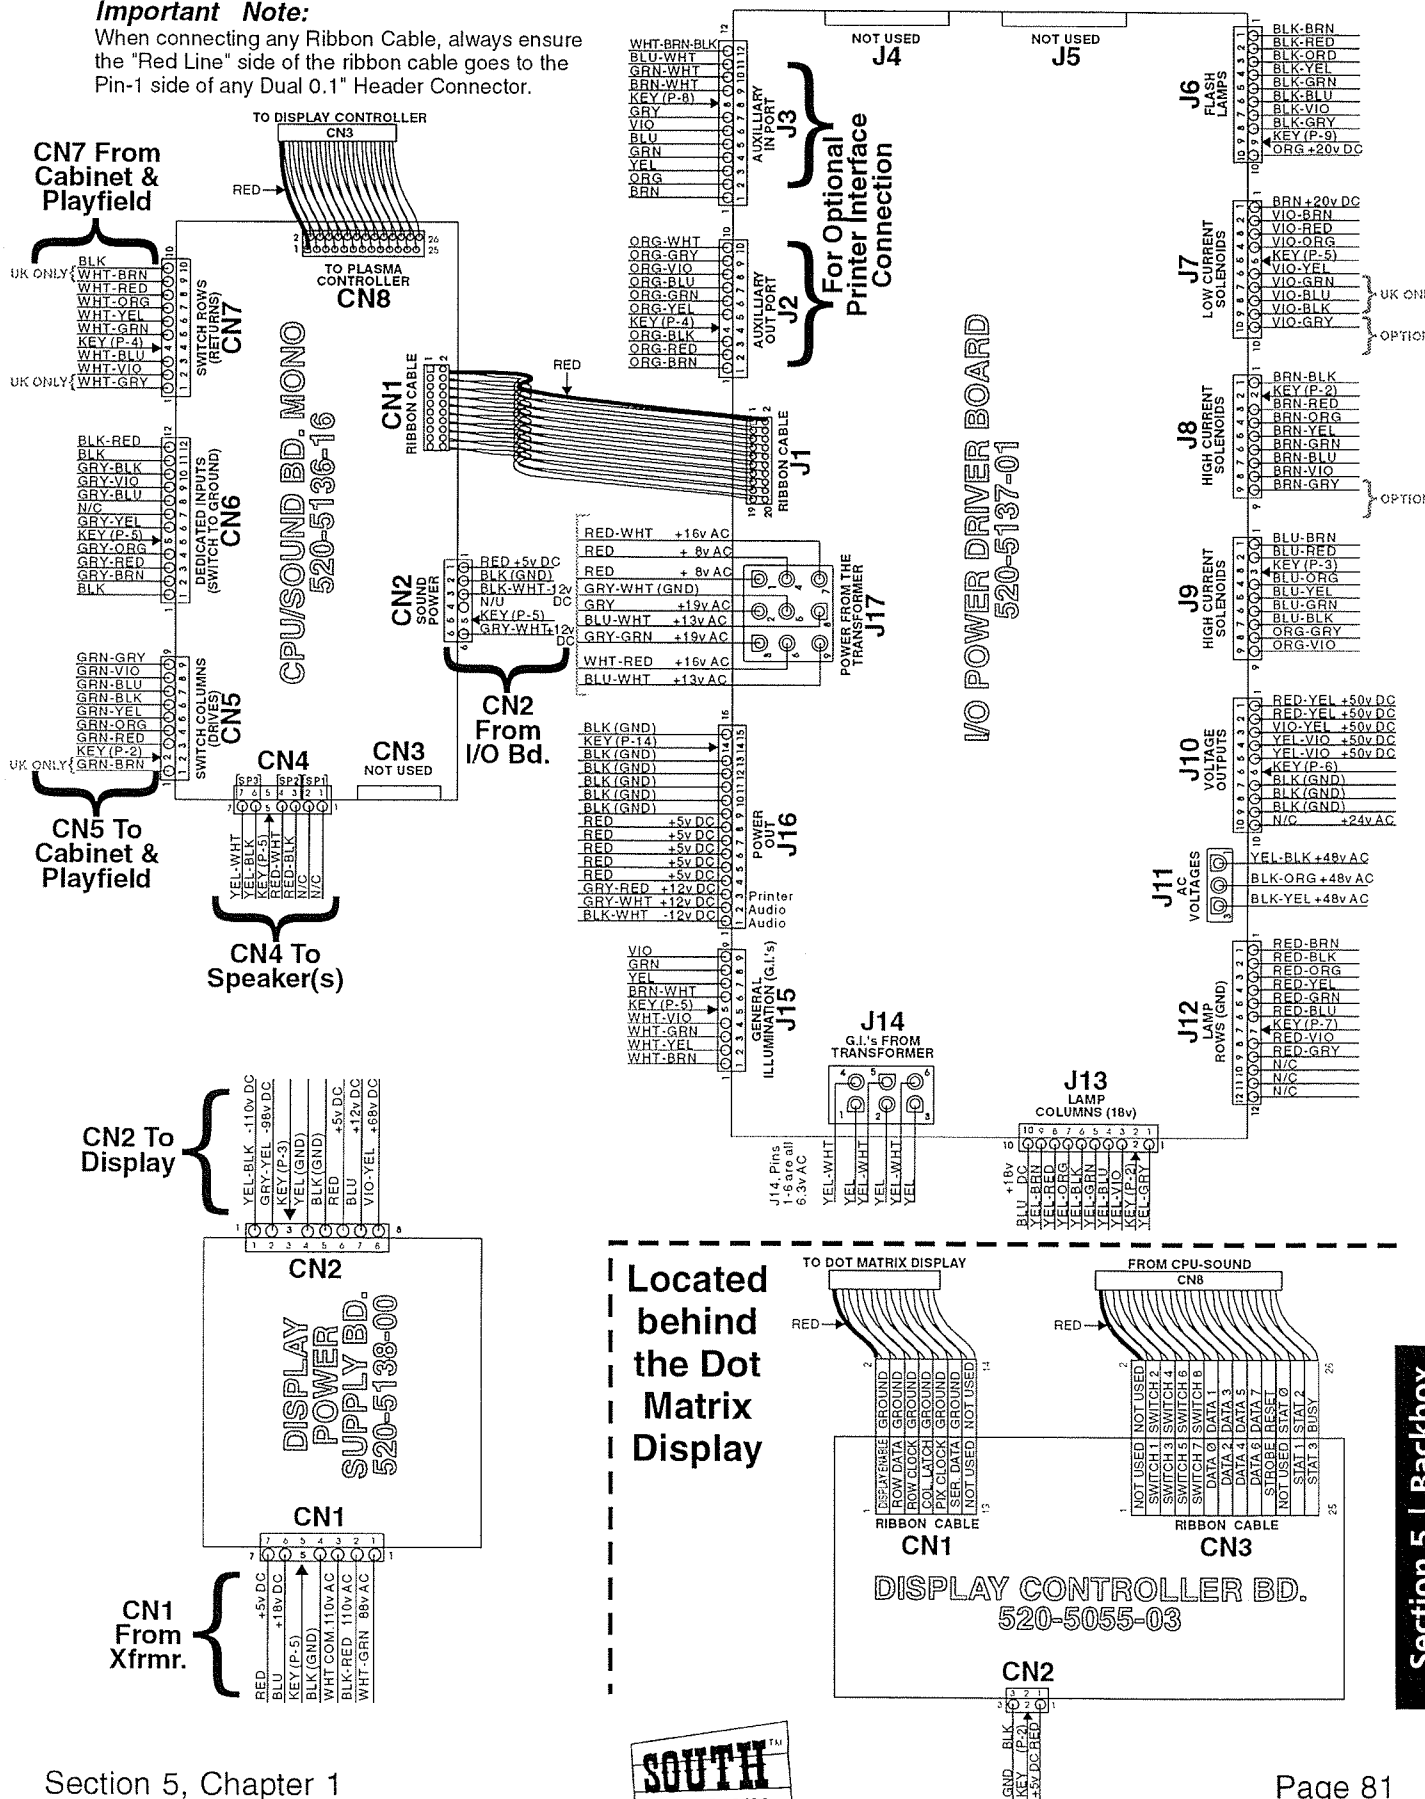 Important Note:
When connecting any Ribbon Cable, always ensure
the "Red Line" side of the ribbon cable goes to the
Pin-1 side of any Dual 0.1" Header Connector.
TO DISPLAY CONTROLLER
CN3
RED
CN7 From
Cabinet &
Playfield
2
1
26
25
TO PLASMA
CONTROLLER
CN8
UK ONLY
BLK
WHT-BRN
WHT-RED
WHT-ORG
WHT-YEL
WHT-GRN
KEY (P-4)
WHT-BLU
WHT-VIO
UK ONLY
WHT-GRY
SWITCH ROWS
(RETURNS)
CN7
BLK-RED
BLK
GRY-BLK
GRY-VIO
GRY-BLU
N/C
GRY-YEL
KEY (P-5)
GRY-ORG
GRY-RED
GRY-BRN
BLK
DEDICATED INPUTS
(SWITCH TO GROUND)
CN6
GRN-GRY
GRN-VIO
GRN-BLU
GRN-BLK
GRN-YEL
GRN-ORG
GRN-RED
KEY (P-2)
UK ONLY
GRN-BRN
SWITCH COLUMNS
(DRIVES)
CN5
CN5 To
Cabinet &
Playfield
CPU/SOUND BD. MONO
520-5136-16
CN1
RIBBON CABLE
RED
CN2
SOUND
POWER
RED +5v DC
BLK (GND)
BLK-WHT -12v
DC
N/U
KEY (P-5)
GRY-WHT +12v
DC
CN2
From
I/O Bd.
CN4
SP3
SP2
SP1
CN3
NOT USED
YEL-WHT
YEL-BLK
KEY (P-5)
RED-WHT
RED-BLK
N/C
N/C
CN4 To
Speaker(s)
NOT USED
J4
NOT USED
J5
WHT-BRN-BLK
BLU-WHT
GRN-WHT
BRN-WHT
KEY (P-8)
GRY
VIO
BLU
GRN
YEL
ORG
BRN
AUXILLIARY
IN PORT
J3
ORG-WHT
ORG-GRY
ORG-VIO
ORG-BLU
ORG-GRN
ORG-YEL
KEY (P-4)
ORG-BLK
ORG-RED
ORG-BRN
AUXILIARY
OUT PORT
J2
For Optional
Printer Interface
Connection
RIBBON CABLE
J1
I/O POWER DRIVER BOARD
520-5137-01
RED-WHT +16v AC
RED + 8v AC
RED + 8v AC
GRY-WHT (GND)
GRY +19v AC
BLU-WHT +13v AC
GRY-GRN +19v AC
WHT-RED +16v AC
BLU-WHT +13v AC
POWER FROM THE
TRANSFORMER
J17
BLK (GND)
KEY (P-14)
BLK (GND)
BLK (GND)
BLK (GND)
BLK (GND)
BLK (GND)
RED +5v DC
RED +5v DC
RED +5v DC
RED +5v DC
RED +5v DC
GRY-RED +12v DC
GRY-WHT +12v DC
BLK-WHT -12v DC
Printer
Audio
Audio
POWER
OUT
J16
VIO
GRN
YEL
BRN-WHT
KEY (P-5)
WHT-VIO
WHT-GRN
WHT-YEL
WHT-BRN
GENERAL
ILLUMINATION (G.I.'s)
J15
J14
G.I.'s FROM
TRANSFORMER
J14, Pins
1-6 are all
6.3v AC
YEL-WHT
YEL
YEL-WHT
YEL
YEL-WHT
YEL
J13
LAMP
COLUMNS (18v)
BLU +18v DC
YEL-BRN
YEL-RED
YEL-ORG
YEL-BLK
YEL-GRN
YEL-BLU
YEL-VIO
KEY (P-2)
YEL-GRY
J6
FLASH
LAMPS
BLK-BRN
BLK-RED
BLK-ORD
BLK-YEL
BLK-GRN
BLK-BLU
BLK-VIO
BLK-GRY
KEY (P-9)
ORG +20v DC
J7
LOW CURRENT
SOLENOIDS
BRN +20v DC
VIO-BRN
VIO-RED
VIO-ORG
KEY (P-5)
VIO-YEL
VIO-GRN
VIO-BLU
VIO-BLK
VIO-GRY
J8
HIGH CURRENT
SOLENOIDS
BRN-BLK
KEY (P-2)
BRN-RED
BRN-ORG
BRN-YEL
BRN-GRN
BRN-BLU
BRN-VIO
BRN-GRY
J9
HIGH CURRENT
SOLENOIDS
BLU-BRN
BLU-RED
KEY (P-3)
BLU-ORG
BLU-YEL
BLU-GRN
BLU-BLK
ORG-GRY
ORG-VIO
J10
VOLTAGE
OUTPUTS
RED-YEL +50v DC
RED-YEL +50v DC
VIO-YEL +50v DC
YEL-VIO +50v DC
YEL-VIO +50v DC
KEY (P-6)
BLK (GND)
BLK (GND)
BLK (GND)
N/C +24v AC
J11
AC
VOLTAGES
YEL-BLK +48v AC
BLK-ORG +48v AC
BLK-YEL +48v AC
J12
LAMP
ROWS (GND)
RED-BRN
RED-BLK
RED-ORG
RED-YEL
RED-GRN
RED-BLU
KEY (P-7)
RED-VIO
RED-GRY
N/C
N/C
N/C
CN2 To
Display
YEL-BLK -110v DC
GRY-YEL -98v DC
KEY (P-3)
YEL (GND)
BLK (GND)
RED +5v DC
BLU +12v DC
VIO-YEL +68v DC
CN2
DISPLAY
POWER
SUPPLY BD.
520-5138-00
CN1
CN1
From
Xfrmr.
RED +5v DC
BLU +18v DC
KEY (P-5)
BLK (GND)
WHT COM. 110v AC
BLK-RED 110v AC
WHT-GRN 88v AC
Located
behind
the Dot
Matrix
Display
TO DOT MATRIX DISPLAY
RED
DISPLAY ENABLE GROUND
ROW DATA GROUND
ROW CLOCK GROUND
COL. LATCH GROUND
PIX CLOCK GROUND
SER. DATA GROUND
NOT USED NOT USED
RIBBON CABLE
CN1
FROM CPU-SOUND
CN8
RED
NOT USED NOT USED
SWITCH 1 SWITCH 2
SWITCH 3 SWITCH 4
SWITCH 5 SWITCH 6
SWITCH 7 SWITCH 8
DATA Ø DATA 1
DATA 2 DATA 3
DATA 4 DATA 5
DATA 6 DATA 7
STROBE RESET
NOT USED STAT Ø
STAT 1 STAT 2
STAT 3 BUSY
RIBBON CABLE
CN3
DISPLAY CONTROLLER BD.
520-5055-03
CN2
GND BLK
KEY (P-2)
+5v DC RED
Section 5 | Backbox
SOUTH
TM
Section 5, Chapter 1
Page 81